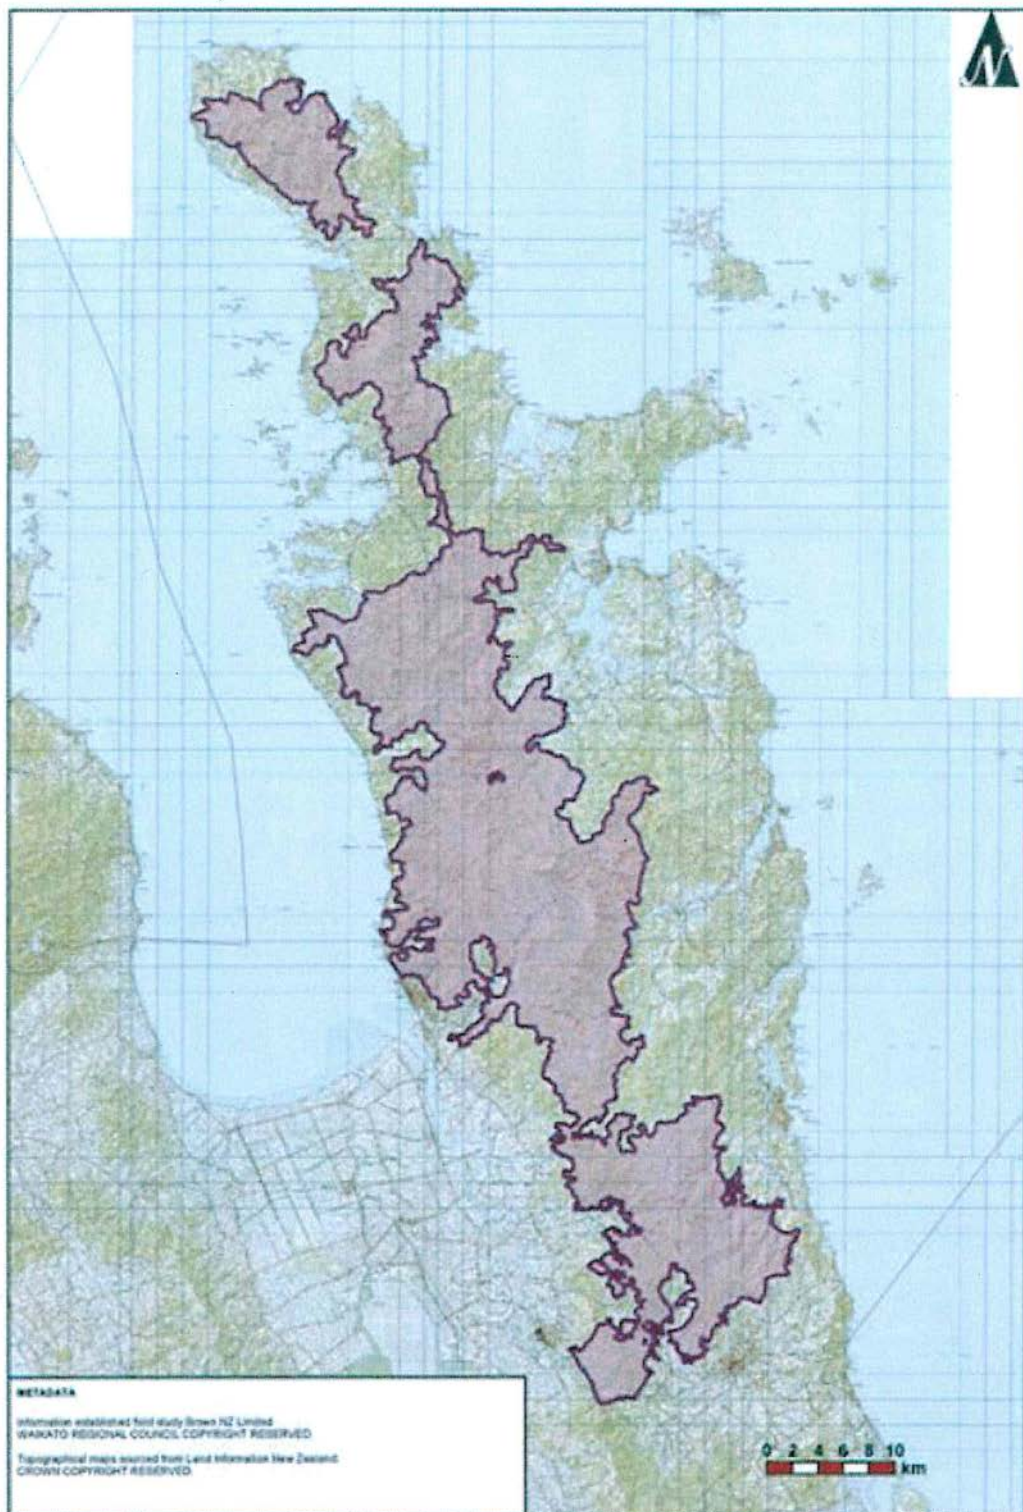 N
METADATA
Information established field study Brown NZ Limited
WAIKATO REGIONAL COUNCIL COPYRIGHT RESERVED
Topographical maps sourced from Land Information New Zealand.
CROWN COPYRIGHT RESERVED.
0 2 4 6 8 10
km